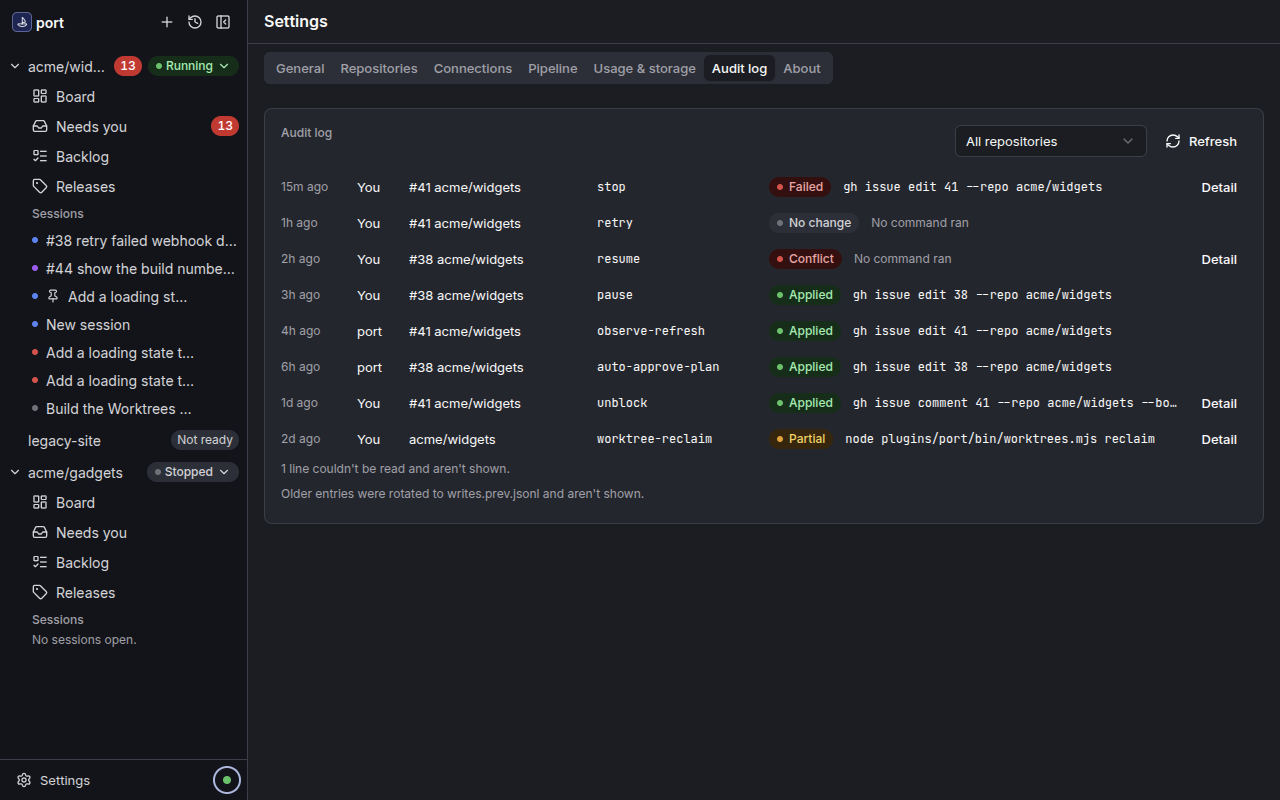 port
acme/wid... 13 Running
Board
Needs you 13
Backlog
Releases
Sessions
#38 retry failed webhook d...
#44 show the build numbe...
Add a loading st...
New session
Add a loading state t...
Add a loading state t...
Build the Worktrees ...
legacy-site Not ready
acme/gadgets Stopped
Board
Needs you
Backlog
Releases
Sessions
No sessions open.
Settings
Settings
General Repositories Connections Pipeline Usage & storage Audit log About
Audit log
All repositories Refresh
15m ago You #41 acme/widgets stop Failed gh issue edit 41 --repo acme/widgets Detail
1h ago You #41 acme/widgets retry No change No command ran
2h ago You #38 acme/widgets resume Conflict No command ran Detail
3h ago You #38 acme/widgets pause Applied gh issue edit 38 --repo acme/widgets
4h ago port #41 acme/widgets observe-refresh Applied gh issue edit 41 --repo acme/widgets
6h ago port #38 acme/widgets auto-approve-plan Applied gh issue edit 38 --repo acme/widgets
1d ago You #41 acme/widgets unblock Applied gh issue comment 41 --repo acme/widgets --bo… Detail
2d ago You acme/widgets worktree-reclaim Partial node plugins/port/bin/worktrees.mjs reclaim Detail
1 line couldn't be read and aren't shown.
Older entries were rotated to writes.prev.jsonl and aren't shown.